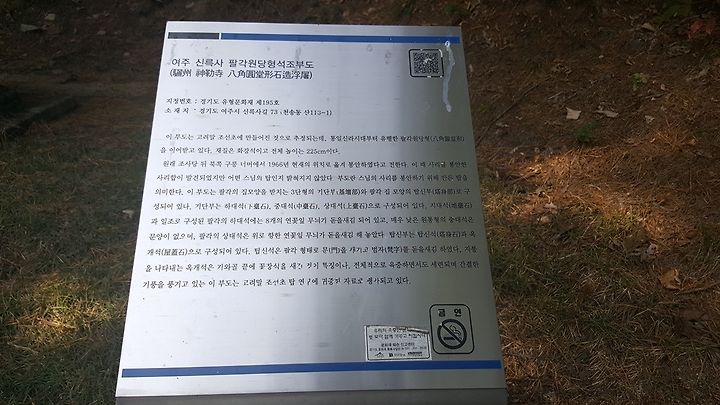 여주 신륵사 팔각원당형석조부도
(驪州 神勒寺 八角圓堂形石造浮屠)
지정번호 : 경기도 유형문화재 제195호
소 재 지 : 경기도 여주시 신륵사길 73 (천송동 산113-1)
이 부도는 고려말 조선초에 만들어진 것으로 추정되는데, 통일신라시대부터 유행한 팔각원당형(八角圓堂形)
을 이어받고 있다. 재질은 화강석이고 전체 높이는 225cm이다.
원래 조사당 뒤 북쪽 구릉 너머에서 1966년 현재의 위치로 옮겨 봉안하였다고 전한다. 이 때 사리를 봉안한
사리함이 발견되었지만 어떤 스님의 탑인지 밝혀지지 않았다. 부도란 스님의 사리를 봉안하기 위해 만든 탑을
의미한다. 이 부도는 팔각의 집모양을 받치는 3단형의 기단부(基壇部)와 팔각 집 모양의 탑신부(塔身部)로 구
성되어 있다. 기단부는 하대석(下臺石), 중대석(中臺石), 상대석(上臺石)으로 구성되어 있다. 지대석(地臺石)
과 일조로 구성된 팔각의 하대석에는 8개의 연꽃잎 무늬가 돋을새김 되어 있고, 매우 낮은 원통형의 중대석은
문양이 없으며, 팔각의 상대석은 위로 향한 연꽃잎 무늬를 돋을새김 해 놓았다. 탑신부는 탑신석(塔身石)과 옥
개석(屋蓋石)으로 구성되어 있다. 탑신석은 팔각 형태로 문비(門)를 새기고 범자(梵字)를 돋을새김 하였다. 지붕
을 나타내는 옥개석은 기와골 끝에 꽃장식을 새긴 것이 특징이다. 전체적으로 육중하면서도 세련되며 간결한
기풍을 풍기고 있는 이 부도는 고려말 조선초 탑 연구에 귀중한 자료로 평가되고 있다.
금 연